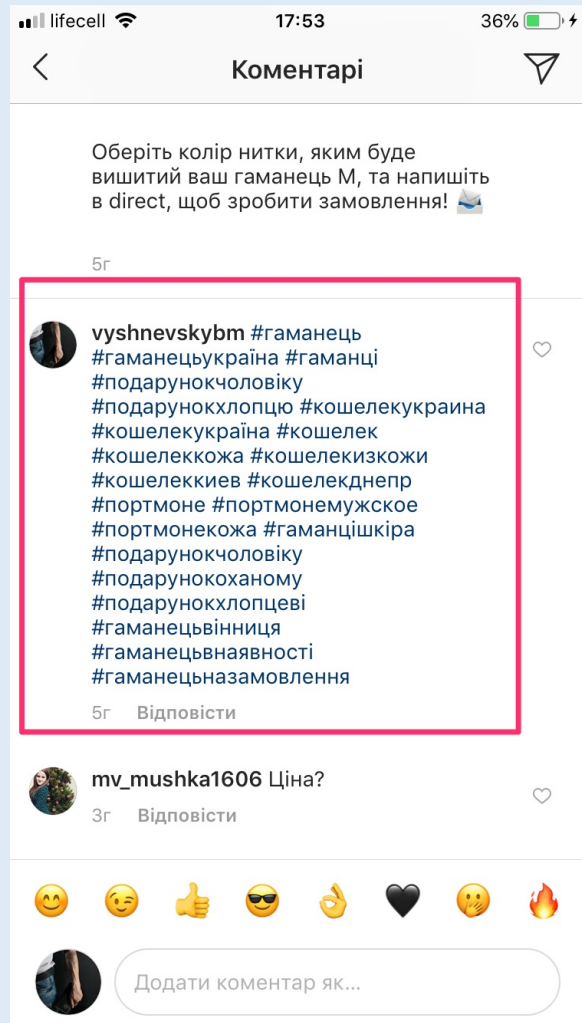 lifecell 17:53 36%
Коментарі
Оберіть колір нитки, яким буде
вишитий ваш гаманець М, та напишіть
в direct, щоб зробити замовлення!
5г
vyshnevskybm #гаманець
#гаманецьукраїна #гаманці
#подарунокчоловіку
#подарунокхлопцю #кошелекукраина
#кошелекукраїна #кошелек
#кошелеккожа #кошелекизкожи
#кошелеккиев #кошелекднепр
#портмоне #портмонемужское
#портмонекожа #гаманцішкіра
#подарунокчоловіку
#подарунокоханому
#подарунокхлопцеві
#гаманецьвінниця
#гаманецьвнаявності
#гаманецьназамовлення
5г Відповісти
mv_mushka1606 Ціна?
3г Відповісти
Додати коментар як...